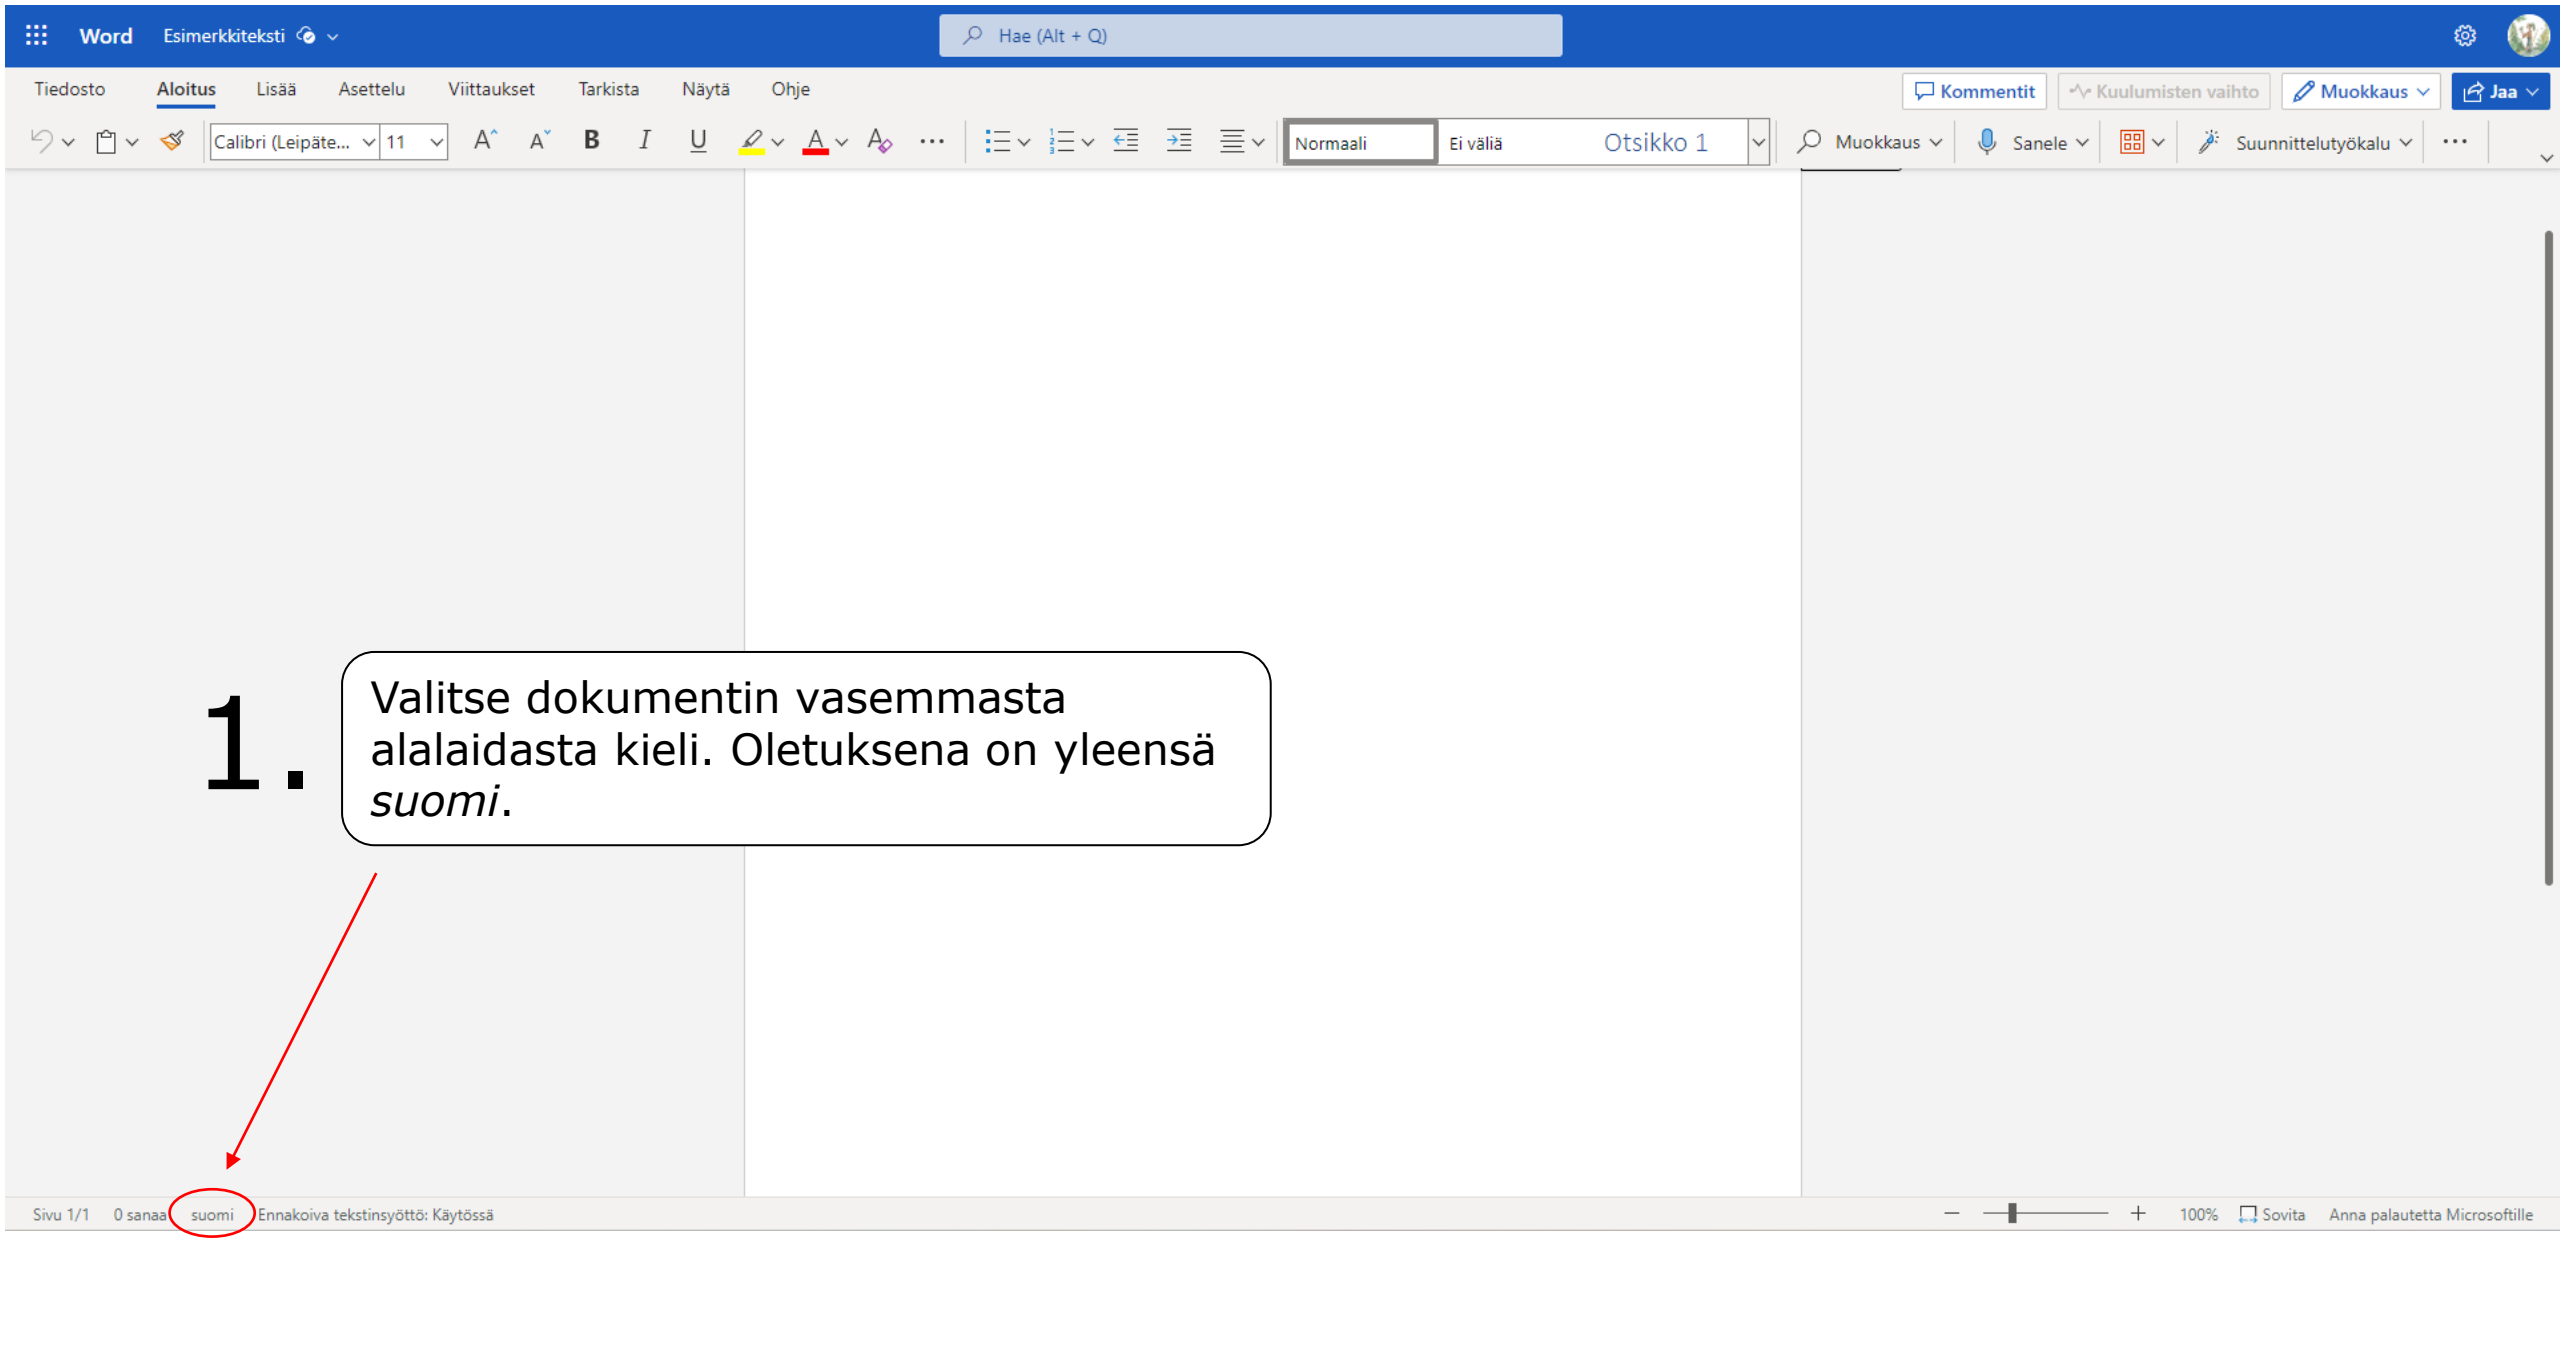 Word Esimerkkiteksti
Hae (Alt + Q)
Tiedosto Aloitus Lisää Asettelu Viittaukset Tarkista Näytä Ohje
Kommentit Kuulumisten vaihto Muokkaus Jaa
Calibri (Leipäte... 11 A A B I U A A ... Normaali Ei väliä Otsikko 1 Muokkaus Sanele Suunnittelutyökalu ...
1.
Valitse dokumentin vasemmasta
alalaidasta kieli. Oletuksena on yleensä
suomi.
Sivu 1/1 0 sanaa suomi Ennakoiva tekstinsyöttö: Käytössä
100% Sovita Anna palautetta Microsoftille